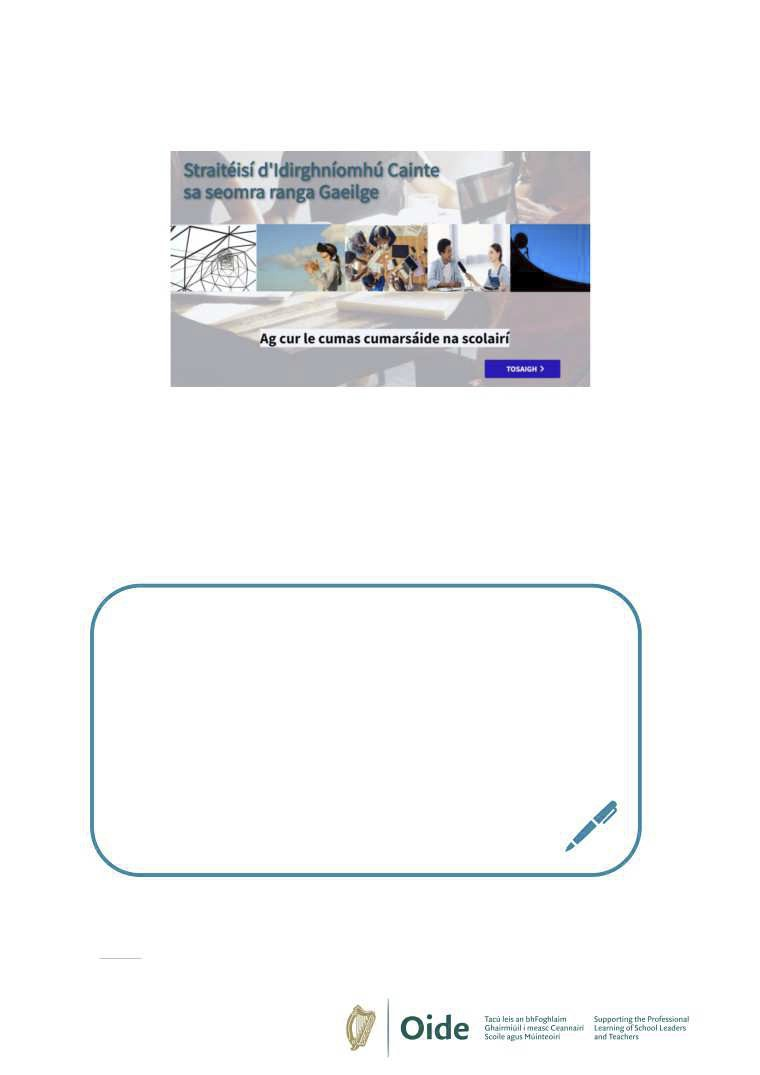 Straitéisí d'Idirghníomhú Cainte
sa seomra ranga Gaeilge
Ag cur le cumas cumarsáide na scolairí
TOSAIGH >
Oide
Tacú leis an bhFoghlaim
Ghairmiúil i measc Ceannairí
Scoile agus Múinteoirí
Supporting the Professional
Learning of School Leaders
and Teachers